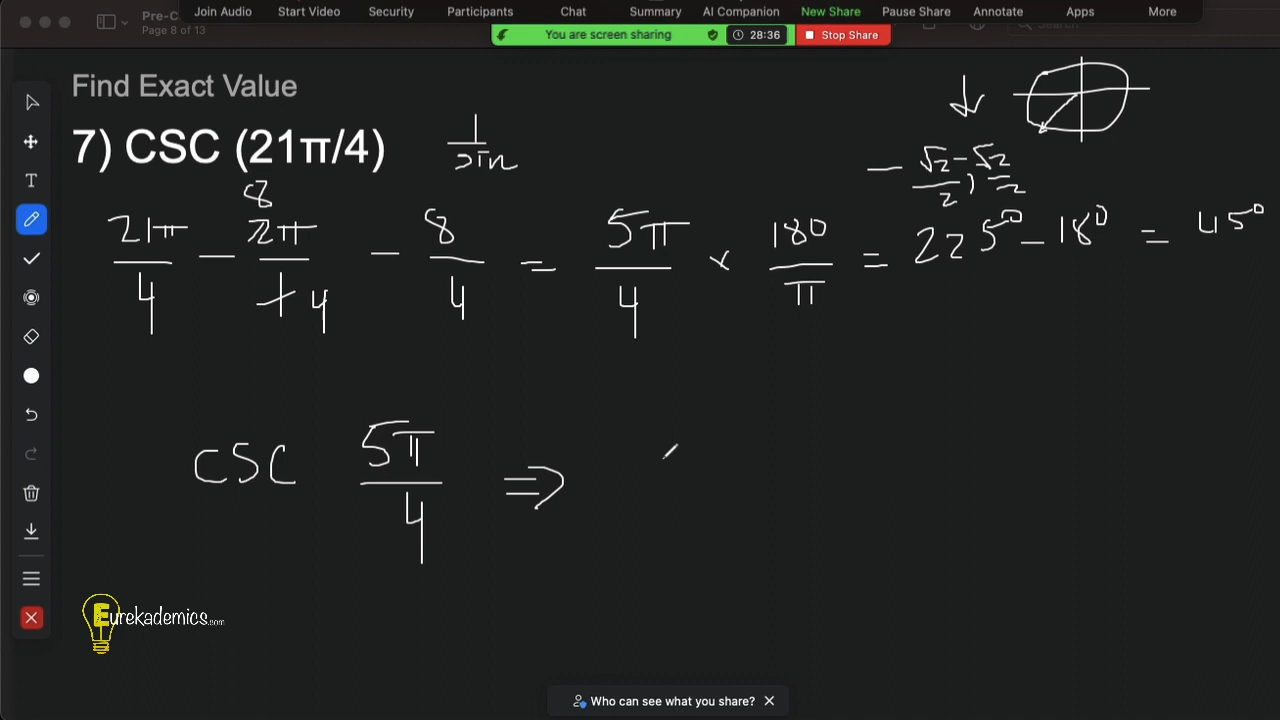 Join Audio Start Video Security Participants Chat Summary AI Companion New Share Pause Share Annotate Apps More
Pre-C
Page 8 of 13
You are screen sharing 28:36 Stop Share
Search
Find Exact Value
7) CSC (21π/4) 1/sin
− √2/2, −√2/2
21π/4 − 2π/1 8/4 − 8/4 = 5π/4 × 180/π = 225° − 180 = 45°
CSC 5π/4 ⇒
T
Eurekademics.com
Who can see what you share?